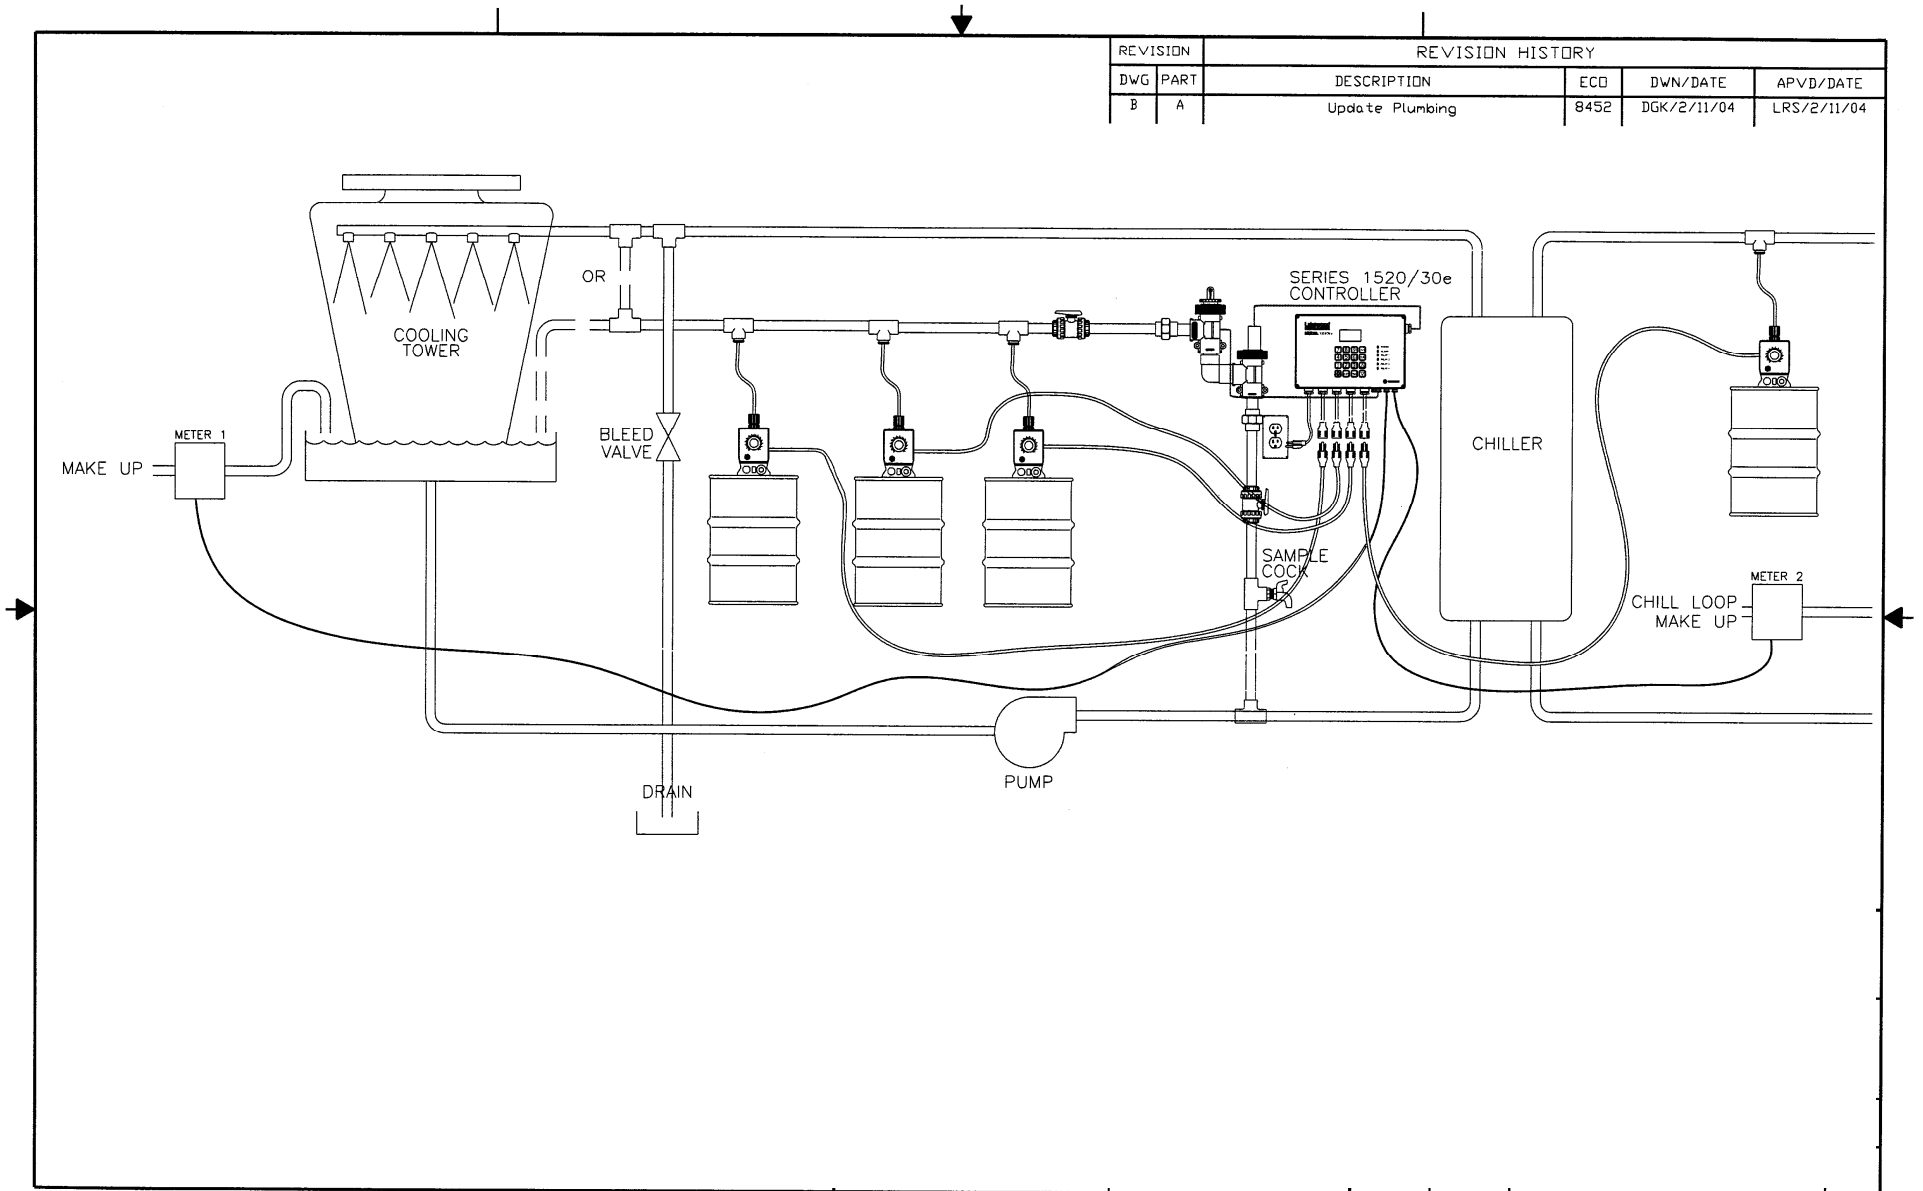 REVISION
REVISION HISTORY
DWG PART DESCRIPTION ECO DWN/DATE APVD/DATE
B A Update Plumbing 8452 DGK/2/11/04 LRS/2/11/04
OR
SERIES 1520/30e
CONTROLLER
COOLING
TOWER
METER 1
MAKE UP
BLEED
VALVE
CHILLER
SAMPLE
COCK
METER 2
CHILL LOOP
MAKE UP
PUMP
DRAIN